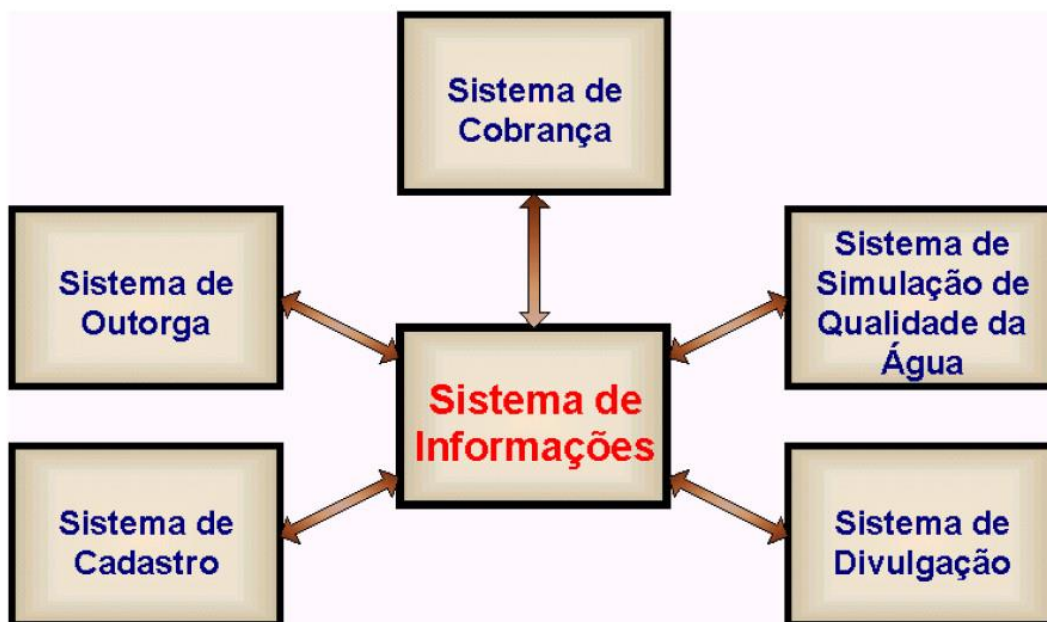 Sistema de
Cobrança
Sistema de
Outorga
Sistema de
Simulação de
Qualidade da
Água
Sistema de
Informações
Sistema de
Cadastro
Sistema de
Divulgação